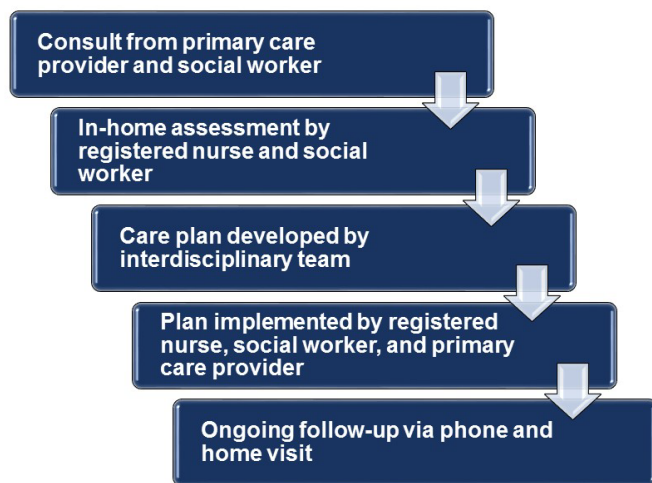 Consult from primary care
provider and social worker
In-home assessment by
registered nurse and social
worker
Care plan developed by
interdisciplinary team
Plan implemented by registered
nurse, social worker, and primary
care provider
Ongoing follow-up via phone and
home visit